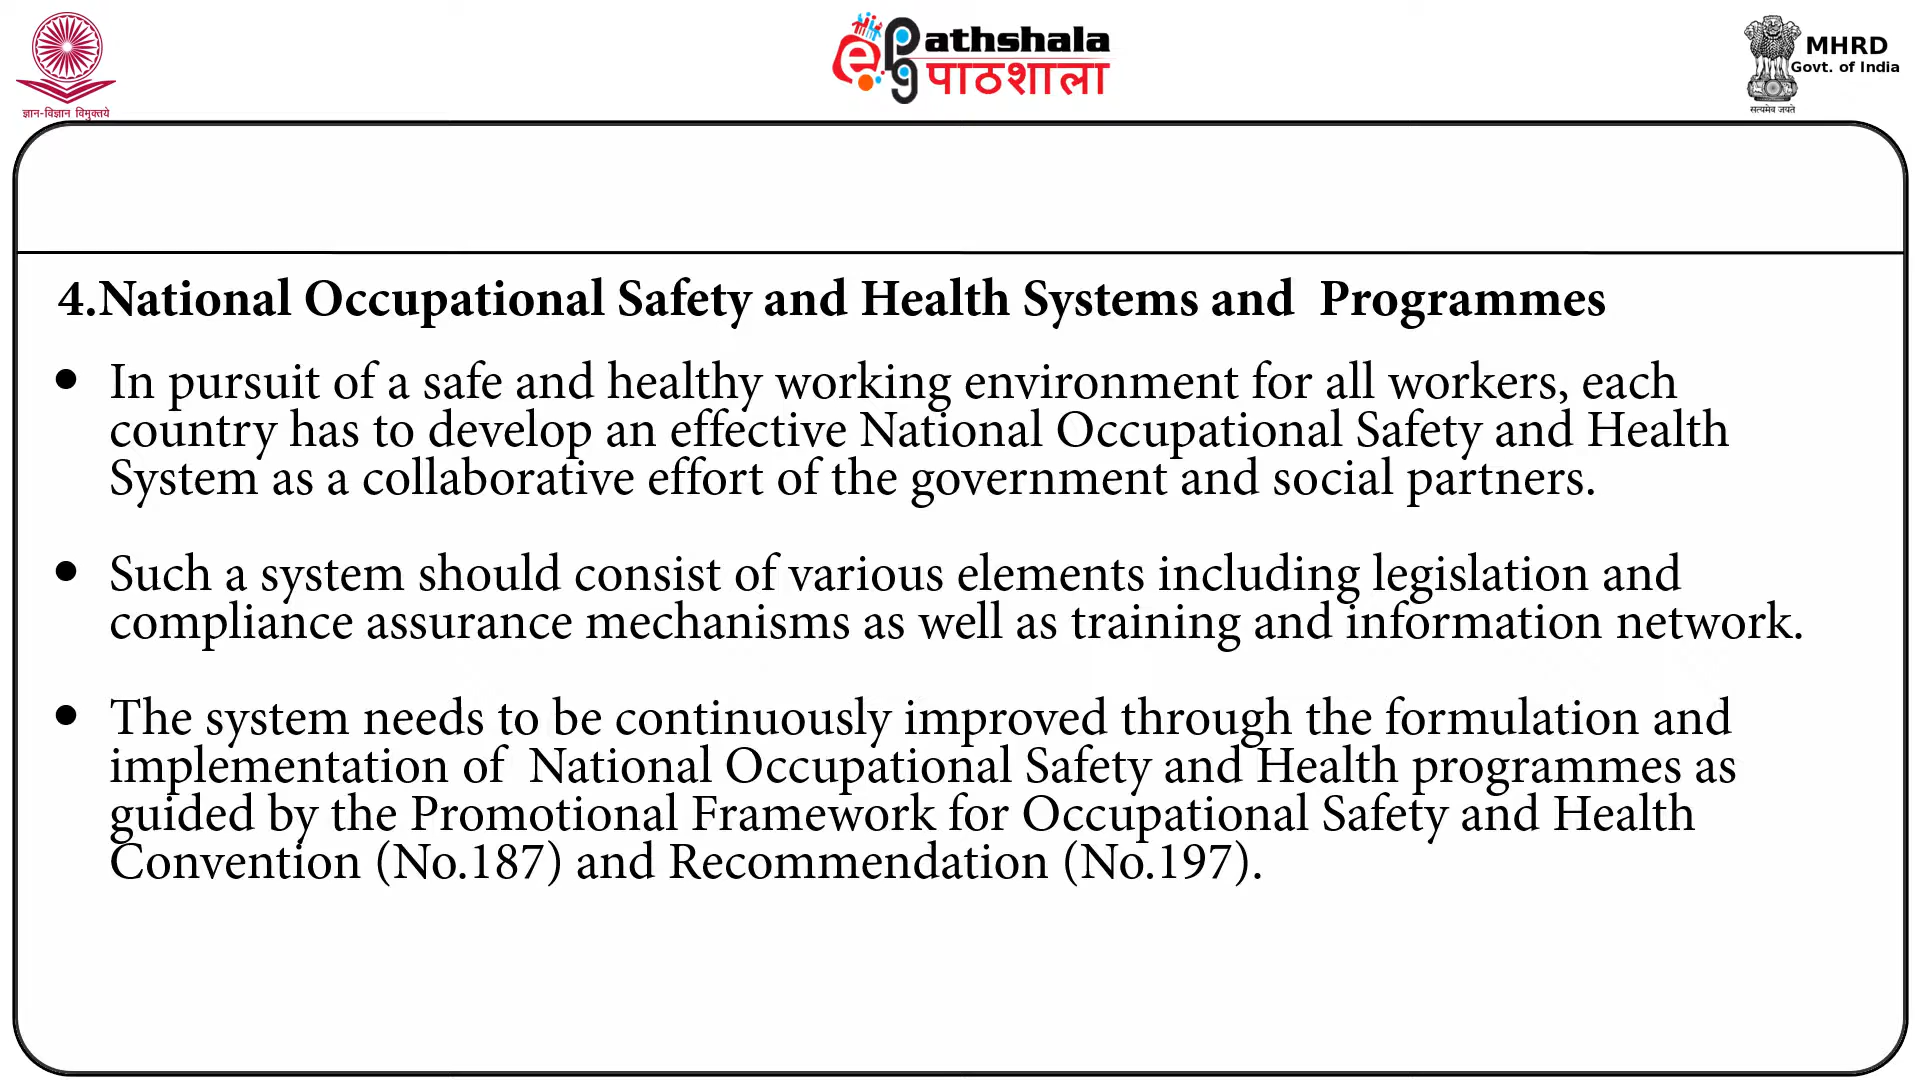 ज्ञान-विज्ञान विमुक्तये
ePathshala
pg पाठशाला
MHRD
Govt. of India
सत्यमेव जयते
4.National Occupational Safety and Health Systems and Programmes
• In pursuit of a safe and healthy working environment for all workers, each
country has to develop an effective National Occupational Safety and Health
System as a collaborative effort of the government and social partners.
• Such a system should consist of various elements including legislation and
compliance assurance mechanisms as well as training and information network.
• The system needs to be continuously improved through the formulation and
implementation of National Occupational Safety and Health programmes as
guided by the Promotional Framework for Occupational Safety and Health
Convention (No.187) and Recommendation (No.197).